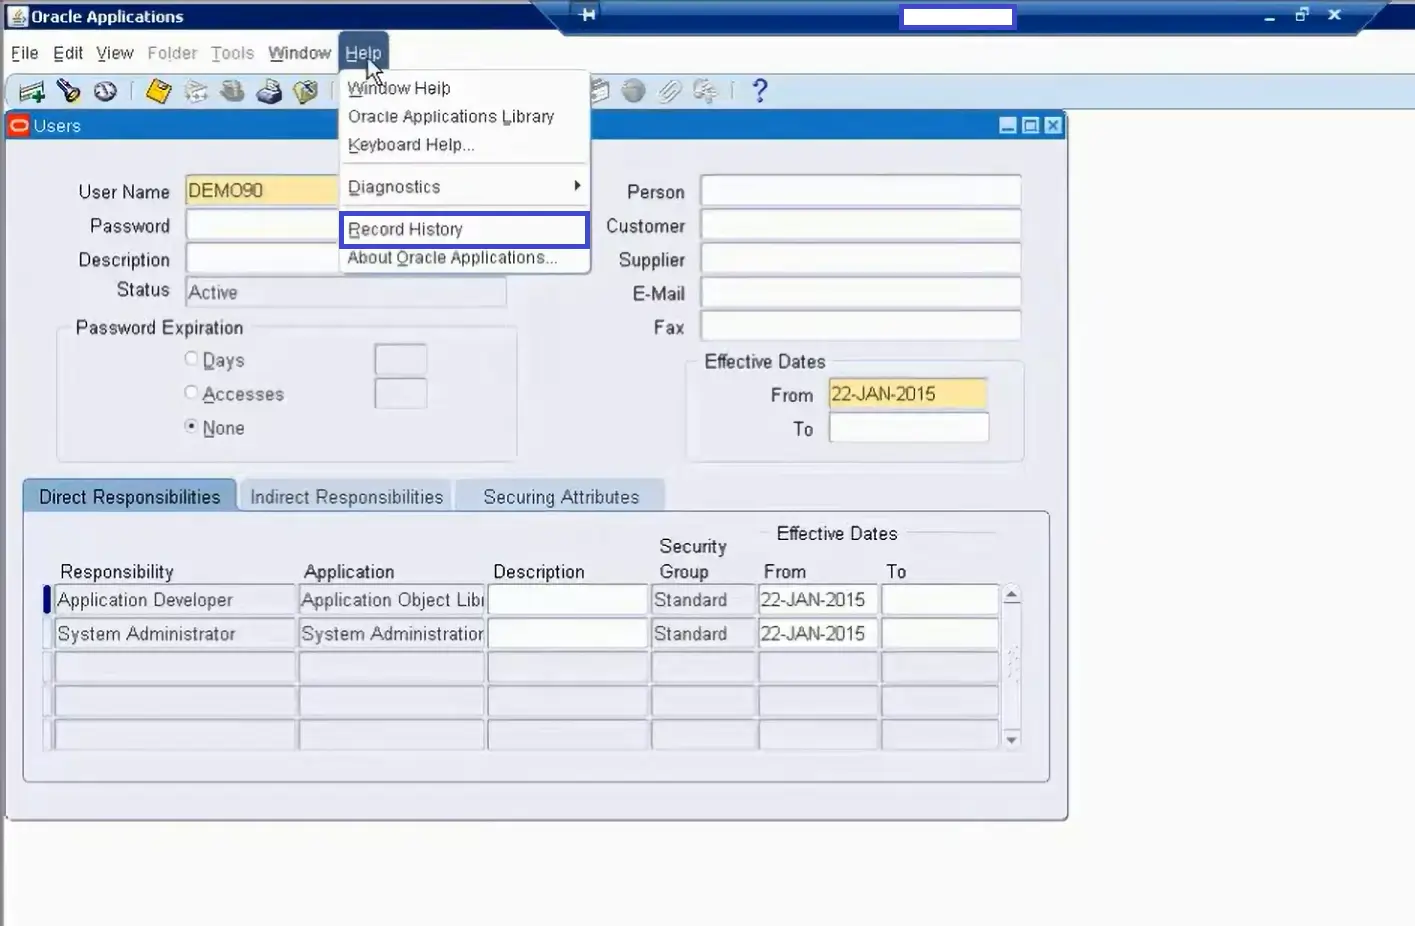 Oracle Applications
File Edit View Folder Tools Window Help
Window Help
Oracle Applications Library
Keyboard Help...
Diagnostics
Record History
About Oracle Applications...
Users
User Name DEMO90
Password
Description
Status Active
Person
Customer
Supplier
E-Mail
Fax
Password Expiration
Days
Accesses
None
Effective Dates
From 22-JAN-2015
To
Direct Responsibilities Indirect Responsibilities Securing Attributes
Effective Dates
Security
Responsibility Application Description Group From To
Application Developer Application Object Libr Standard 22-JAN-2015
System Administrator System Administration Standard 22-JAN-2015